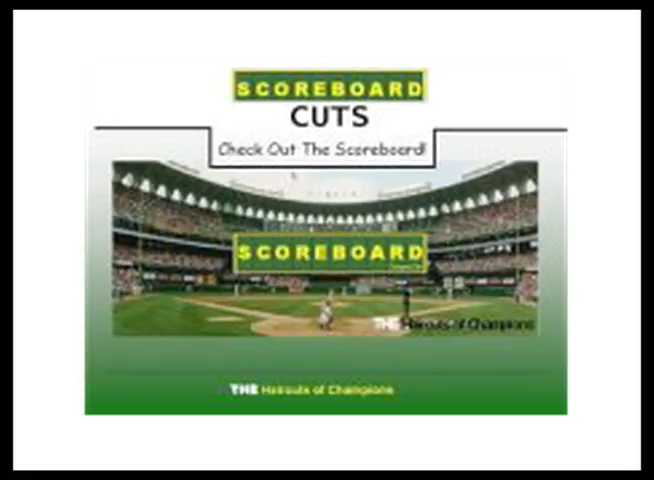 SCOREBOARD
CUTS
Check Out The Scoreboard!
SCOREBOARD
THE Haircuts of Champions
THE Haircuts of Champions